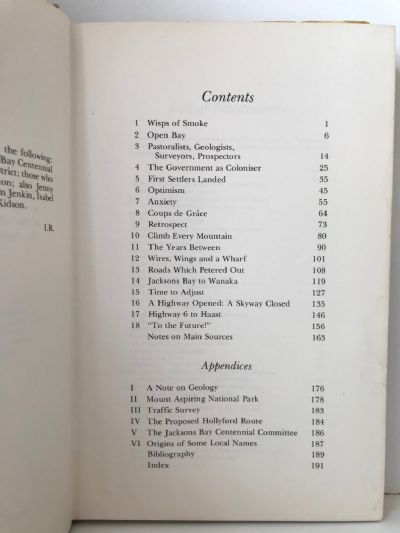 the following:
Bay Centennial
trict; those who
on; also Jenny
n Jenkin, Isabel
Kidson.
I.R.
Contents
1 Wisps of Smoke 1
2 Open Bay 6
3 Pastoralists, Geologists,
Surveyors, Prospectors 14
4 The Government as Coloniser 25
5 First Settlers Landed 35
6 Optimism 45
7 Anxiety 55
8 Coups de Grâce 64
9 Retrospect 73
10 Climb Every Mountain 80
11 The Years Between 90
12 Wires, Wings and a Wharf 101
13 Roads Which Petered Out 108
14 Jacksons Bay to Wanaka 119
15 Time to Adjust 127
16 A Highway Opened: A Skyway Closed 135
17 Highway 6 to Haast 146
18 "To the Future!" 156
Notes on Main Sources 163
Appendices
I A Note on Geology 176
II Mount Aspiring National Park 178
III Traffic Survey 183
IV The Proposed Hollyford Route 184
V The Jacksons Bay Centennial Committee 186
VI Origins of Some Local Names 187
Bibliography 189
Index 191